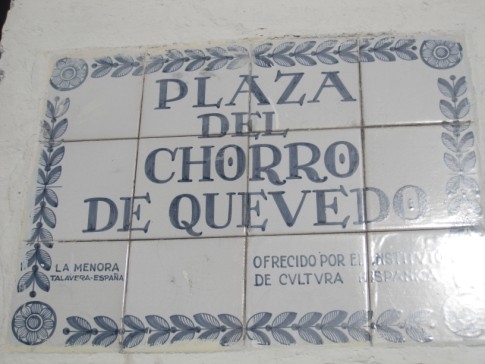 PLAZA
DEL
CHORRO
DE QUEVEDO
LA MENORA
TALAVERA-ESPAÑA
OFRECIDO POR EL INSTITUTO
DE CVLTVRA HISPANICA